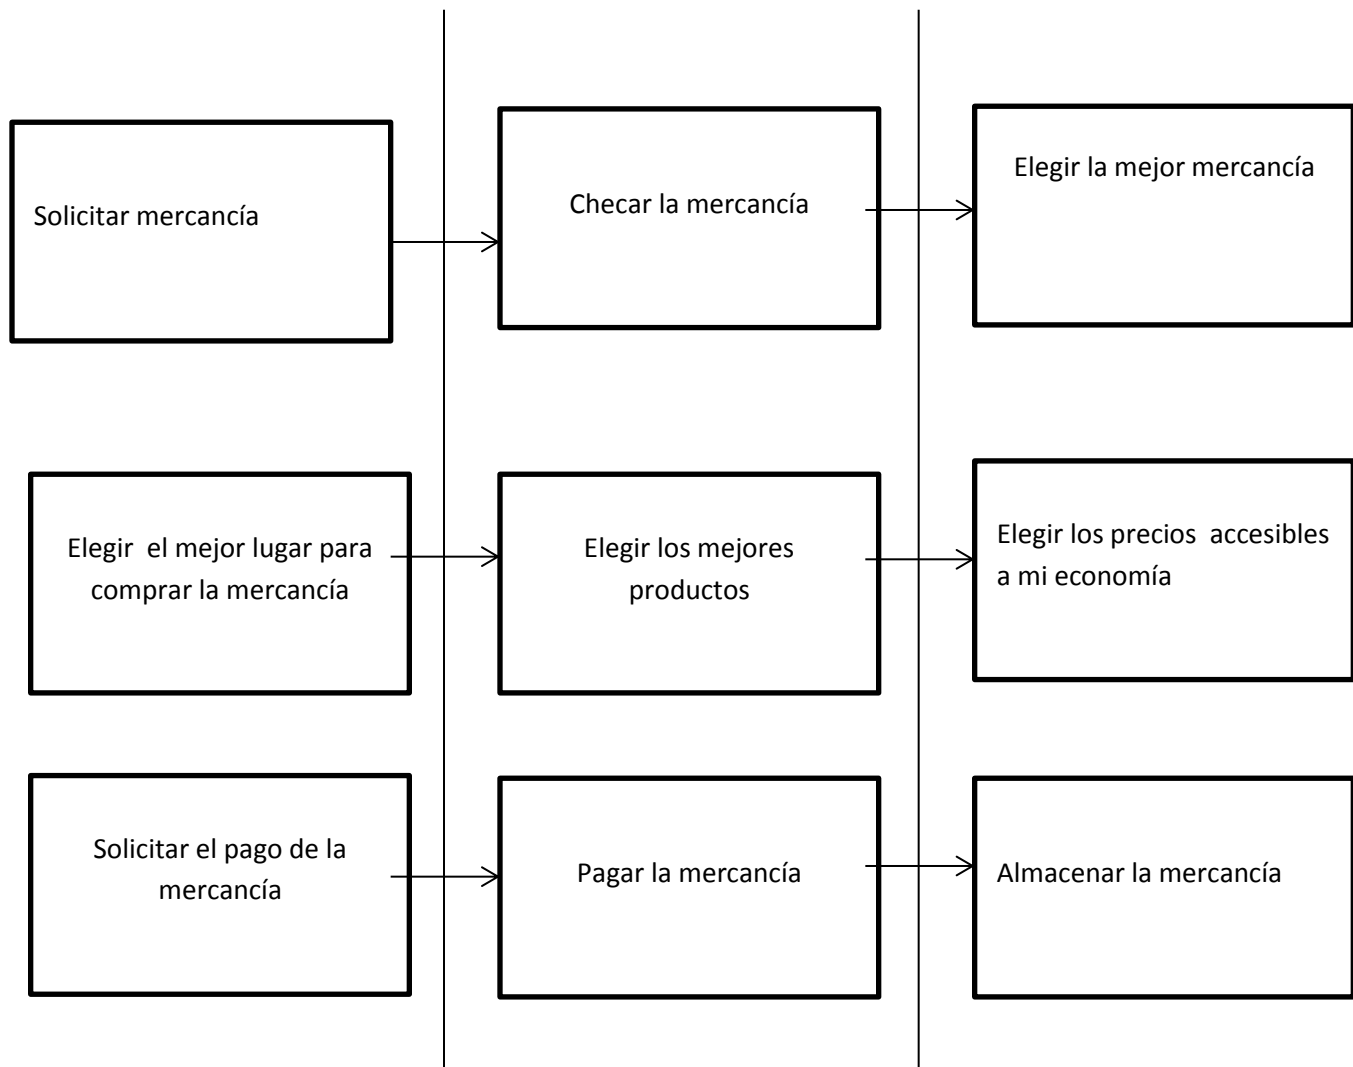 Solicitar mercancía
Checar la mercancía
Elegir la mejor mercancía
Elegir  el mejor lugar para
comprar la mercancía
Elegir los mejores
productos
Elegir los precios  accesibles
a mi economía
Solicitar el pago de la
mercancía
Pagar la mercancía
Almacenar la mercancía